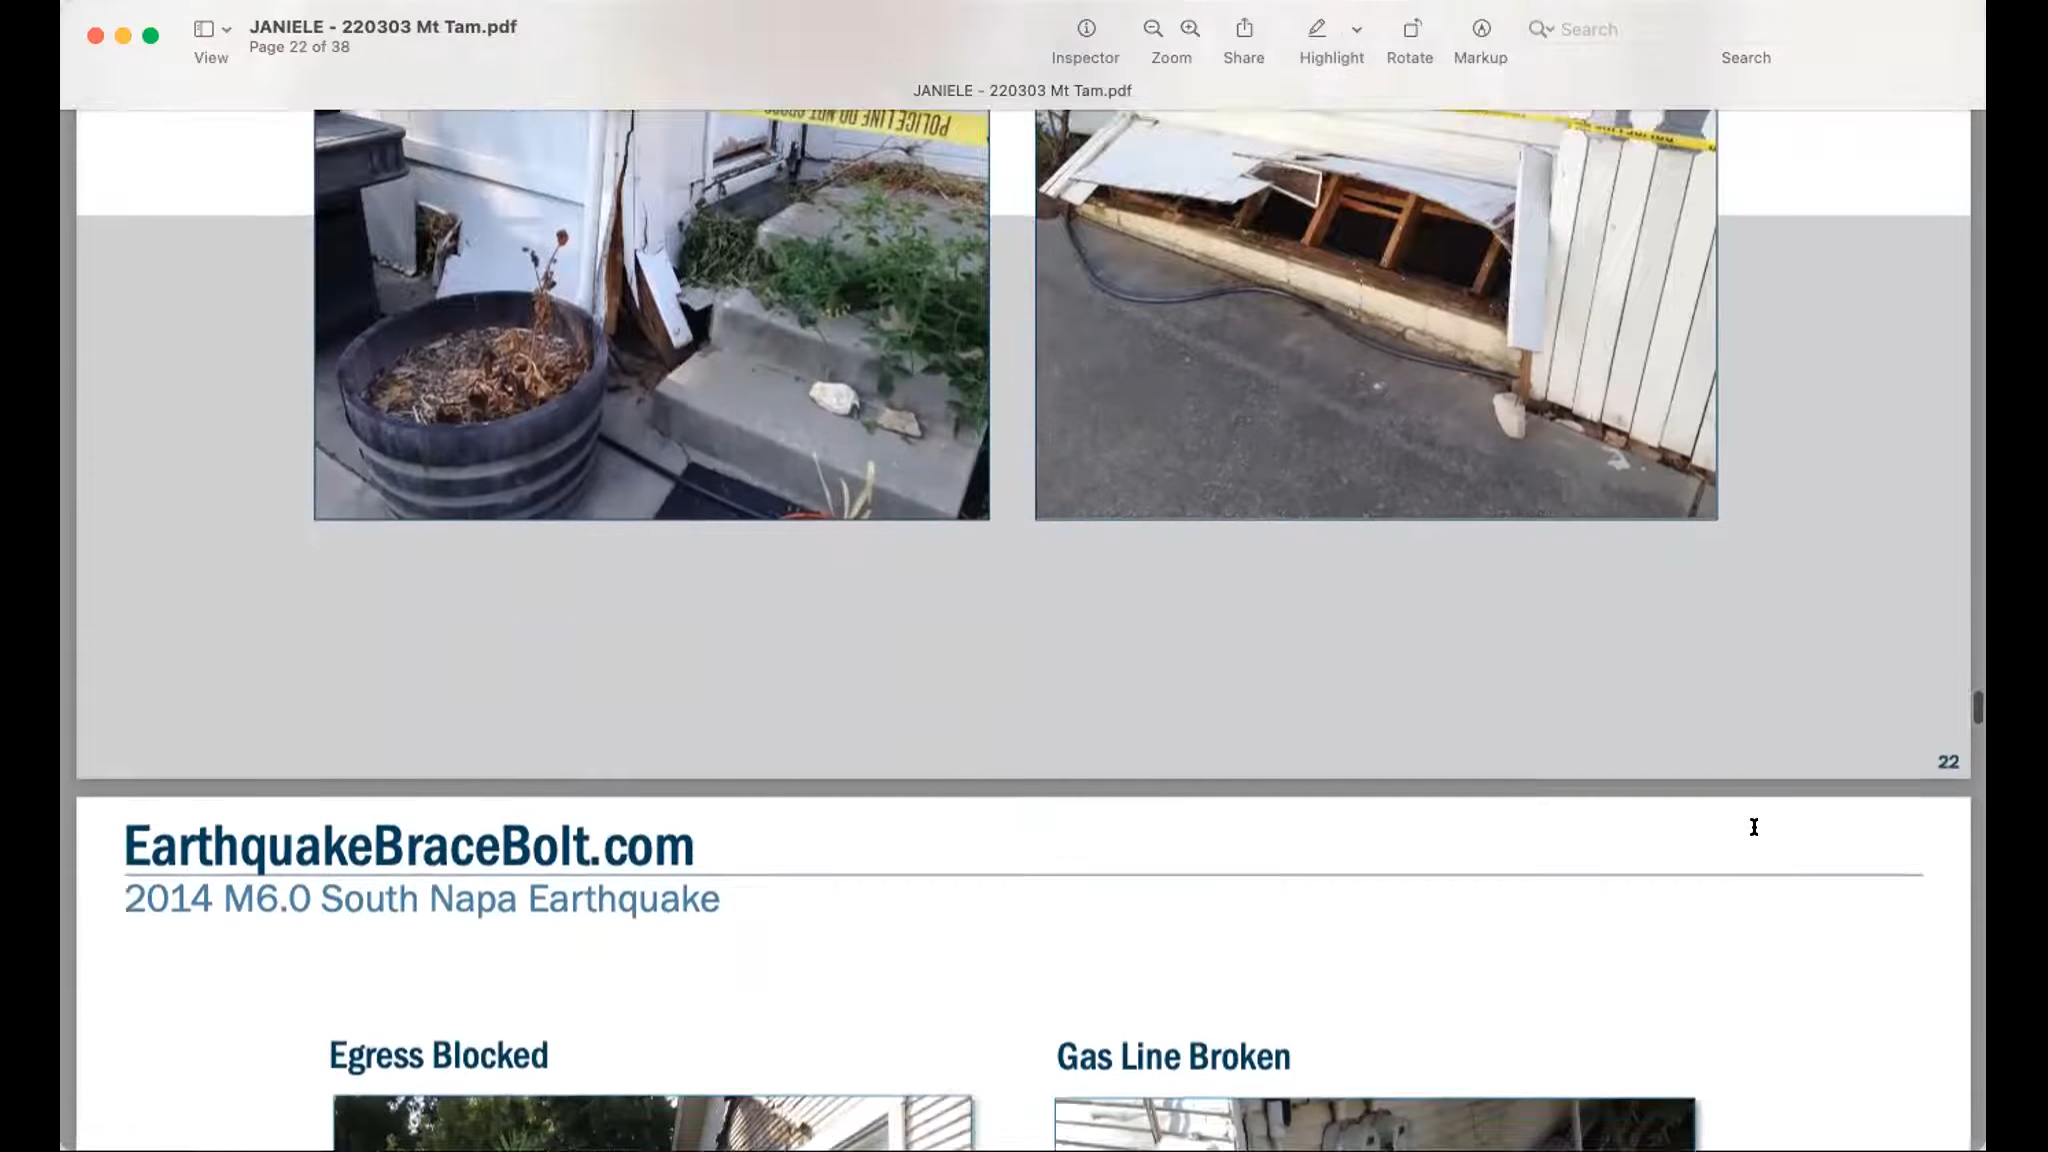 JANIELE - 220303 Mt Tam.pdf
Page 22 of 38
View
Inspector
Zoom
Share
Highlight
Rotate
Markup
Search
Search
JANIELE - 220303 Mt Tam.pdf
POLICE LINE DO NOT CROSS
22
EarthquakeBraceBolt.com
2014 M6.0 South Napa Earthquake
Egress Blocked
Gas Line Broken